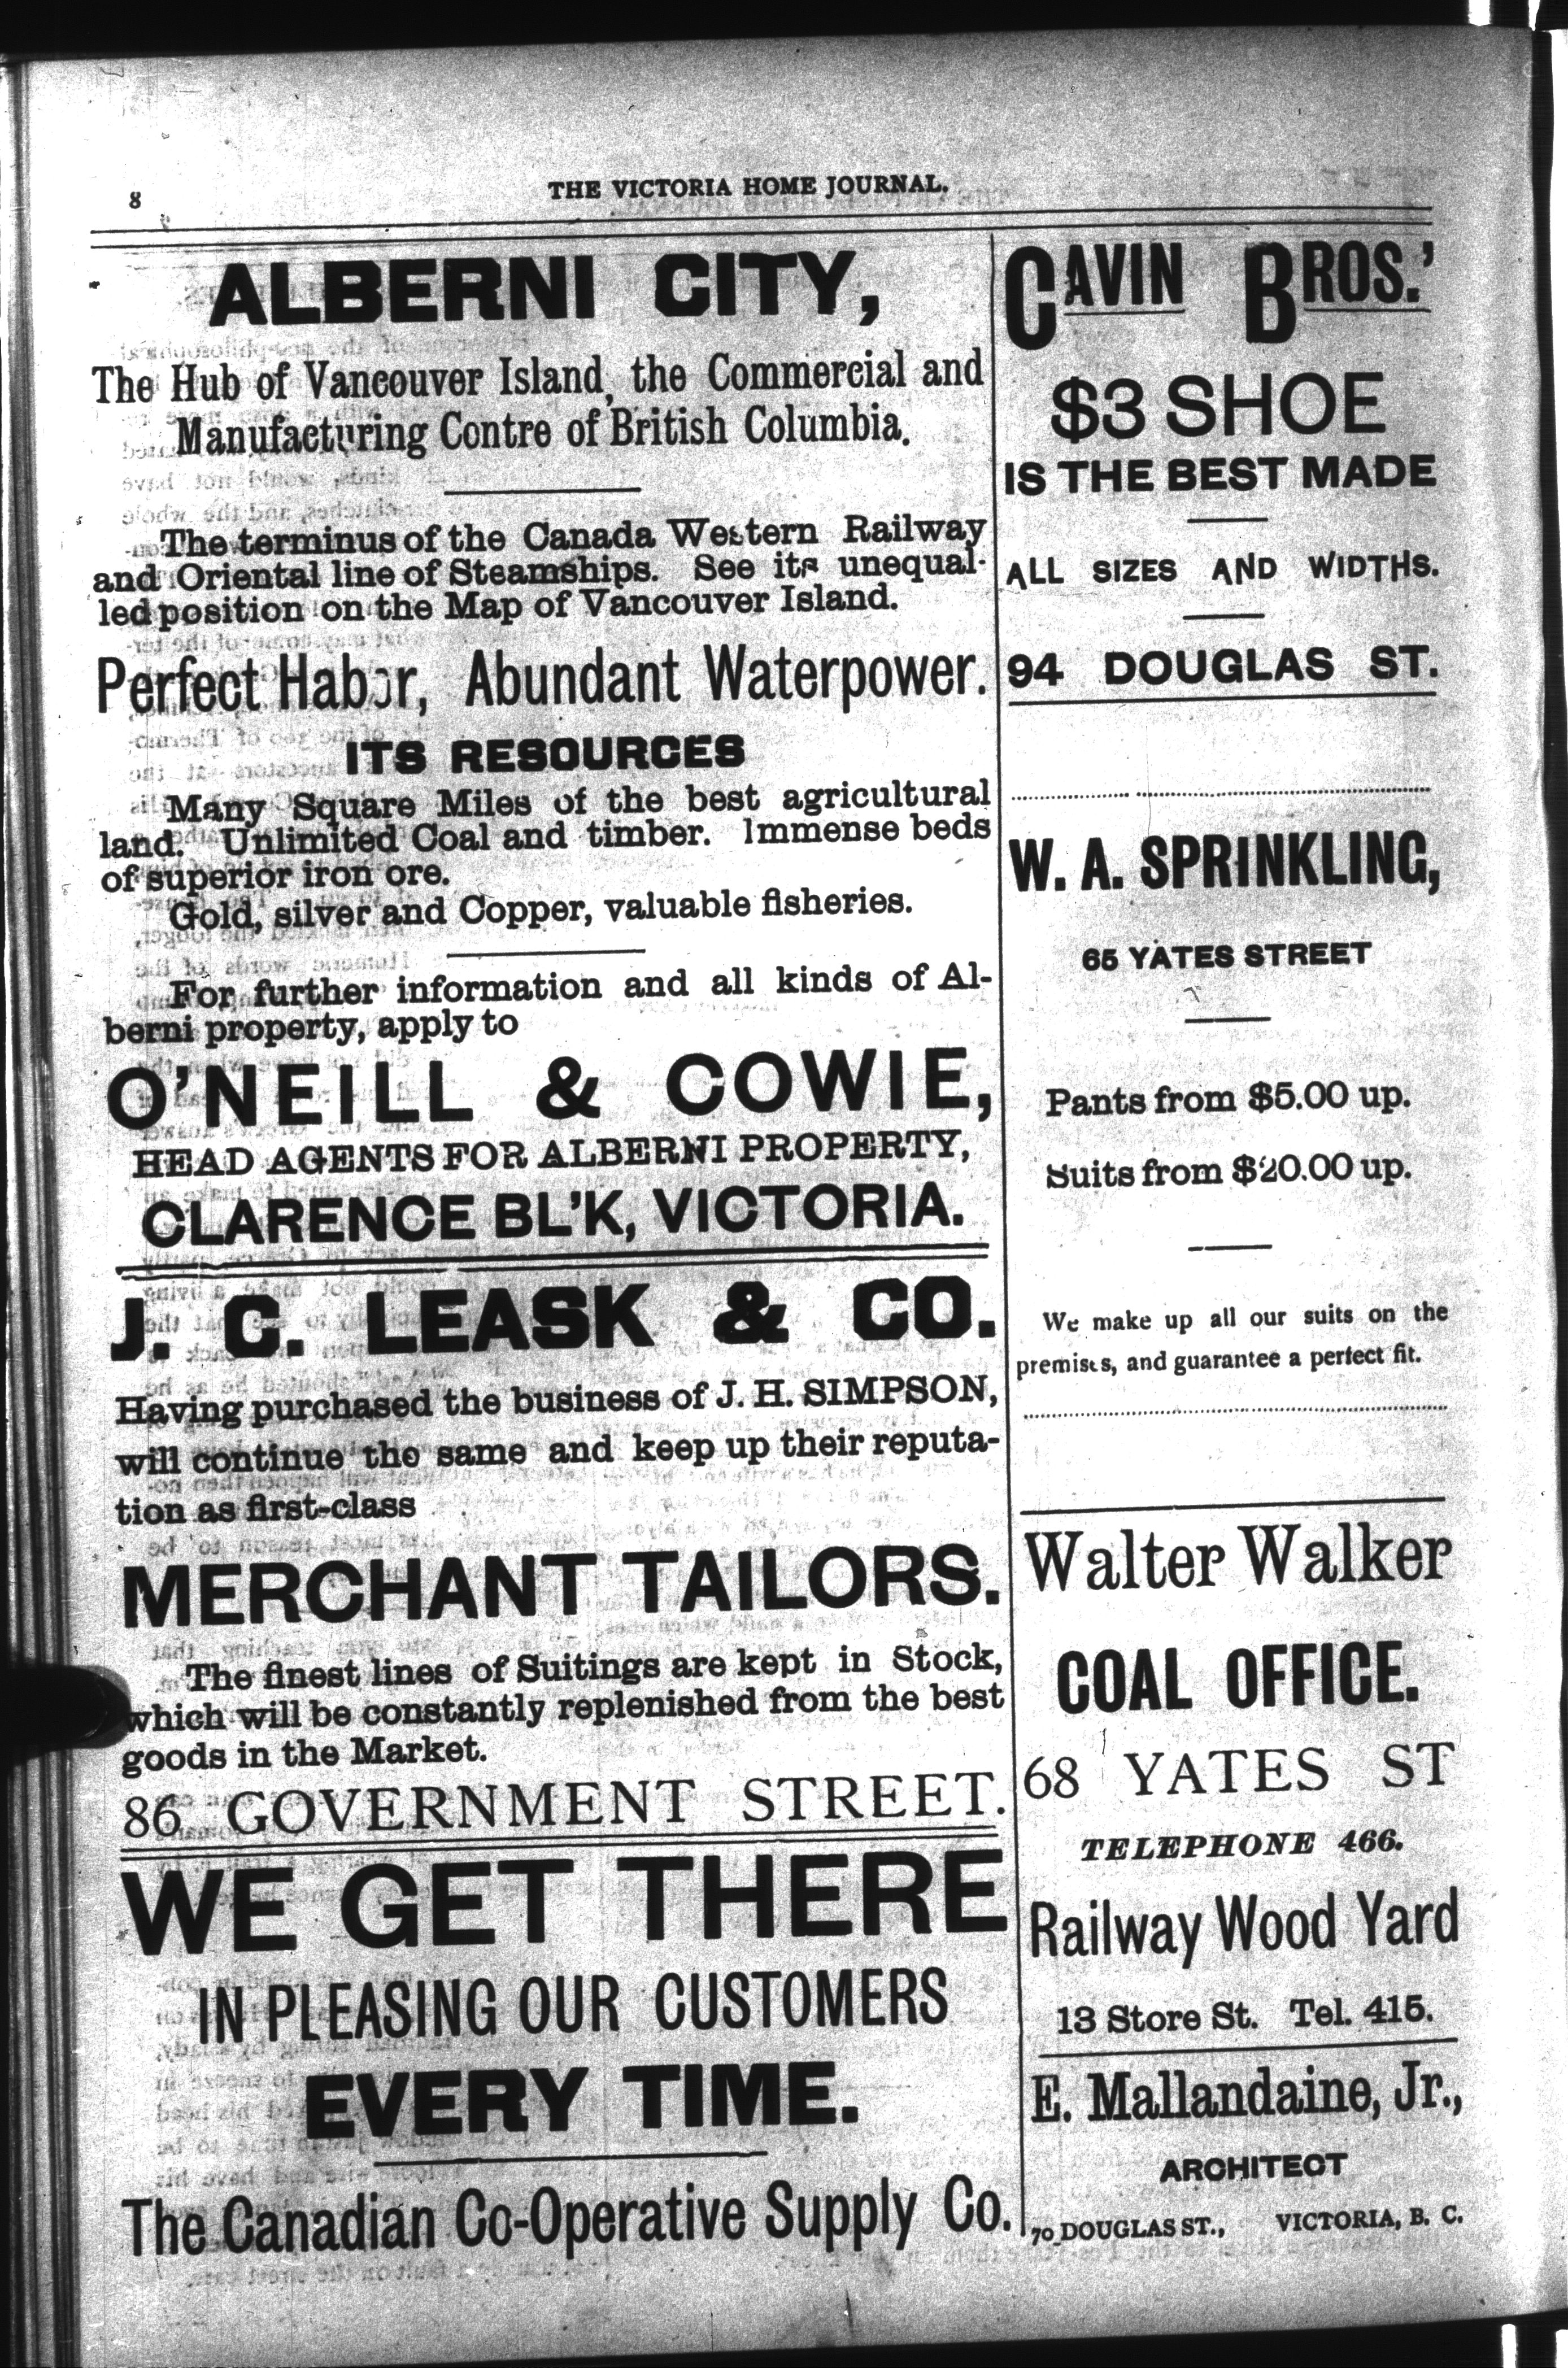 8
THE VICTORIA HOME JOURNAL.
ALBERNI CITY,
The Hub of Vancouver Island, the Commercial and
Manufacturing Contre of British Columbia.
The terminus of the Canada Western Railway
and Oriental line of Steamships. See its unequal-
led position on the Map of Vancouver Island.
Perfect Habor, Abundant Waterpower.
ITS RESOURCES
Many Square Miles of the best agricultural
land. Unlimited Coal and timber. Immense beds
of superior iron ore.
Gold, silver and Copper, valuable fisheries.
For further information and all kinds of Al-
berni property, apply to
O'NEILL & COWIE,
HEAD AGENTS FOR ALBERNI PROPERTY,
CLARENCE BL'K, VICTORIA.
J. C. LEASK & CO.
Having purchased the business of J. H. SIMPSON,
will continue the same and keep up their reputa-
tion as first-class
MERCHANT TAILORS.
The finest lines of Suitings are kept in Stock,
which will be constantly replenished from the best
goods in the Market.
86 GOVERNMENT STREET.
WE GET THERE
IN PLEASING OUR CUSTOMERS
EVERY TIME.
The Canadian Co-Operative Supply Co.
CAVIN BROS.'
$3 SHOE
IS THE BEST MADE
ALL SIZES AND WIDTHS.
94 DOUGLAS ST.
W. A. SPRINKLING,
65 YATES STREET
Pants from $5.00 up.
Suits from $20.00 up.
We make up all our suits on the
premises, and guarantee a perfect fit.
Walter Walker
COAL OFFICE.
68 YATES ST
TELEPHONE 466.
Railway Wood Yard
13 Store St. Tel. 415.
E. Mallandaine, Jr.,
ARCHITECT
70 DOUGLAS ST., VICTORIA, B. C.